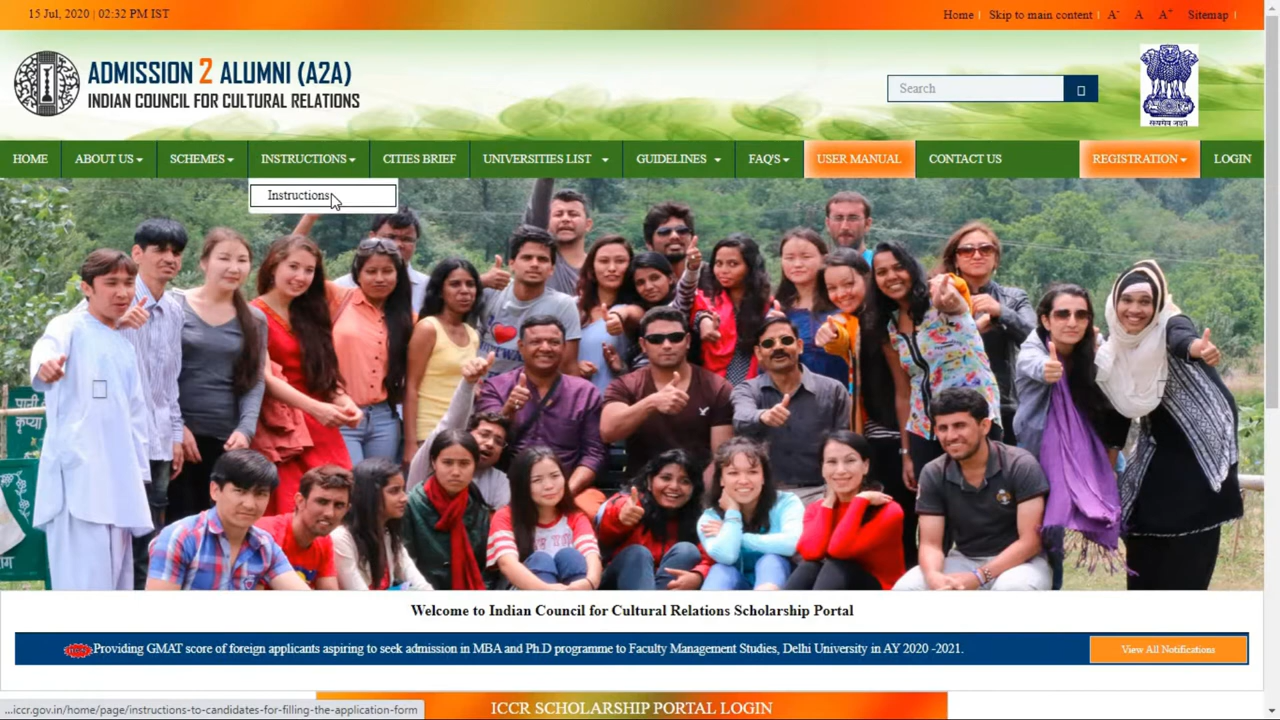 15 Jul, 2020 | 02:32 PM IST
Home | Skip to main content | A- A A+ Sitemap |
ADMISSION 2 ALUMNI (A2A)
INDIAN COUNCIL FOR CULTURAL RELATIONS
Search
सत्यमेव जयते
HOME ABOUT US SCHEMES INSTRUCTIONS CITIES BRIEF UNIVERSITIES LIST GUIDELINES FAQ'S USER MANUAL CONTACT US REGISTRATION LOGIN
Instructions
Welcome to Indian Council for Cultural Relations Scholarship Portal
Providing GMAT score of foreign applicants aspiring to seek admission in MBA and Ph.D programme to Faculty Management Studies, Delhi University in AY 2020 -2021.
View All Notifications
ICCR SCHOLARSHIP PORTAL LOGIN
...iccr.gov.in/home/page/instructions-to-candidates-for-filling-the-application-form